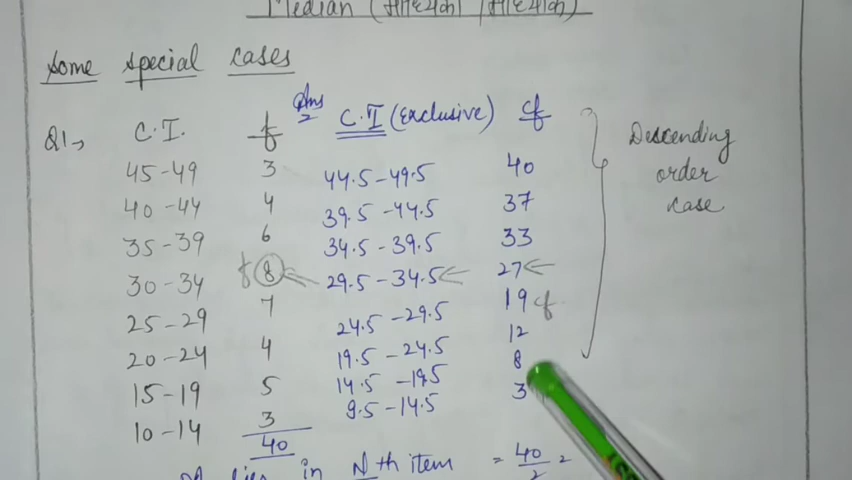 Median (माध्यिका / माध्यिका)
Some special cases
Q1→ C.I. f Ans C.I (Exclusive) cf
45-49 3 44.5-49.5 40
40-44 4 39.5-44.5 37
35-39 6 34.5-39.5 33
30-34 f 8 29.5-34.5 27
25-29 7 24.5-29.5 19 cf
20-24 4 19.5-24.5 12
15-19 5 14.5-19.5 8
10-14 3 9.5-14.5 3
40
Descending
order
case
lies in N th item = 40/2 =